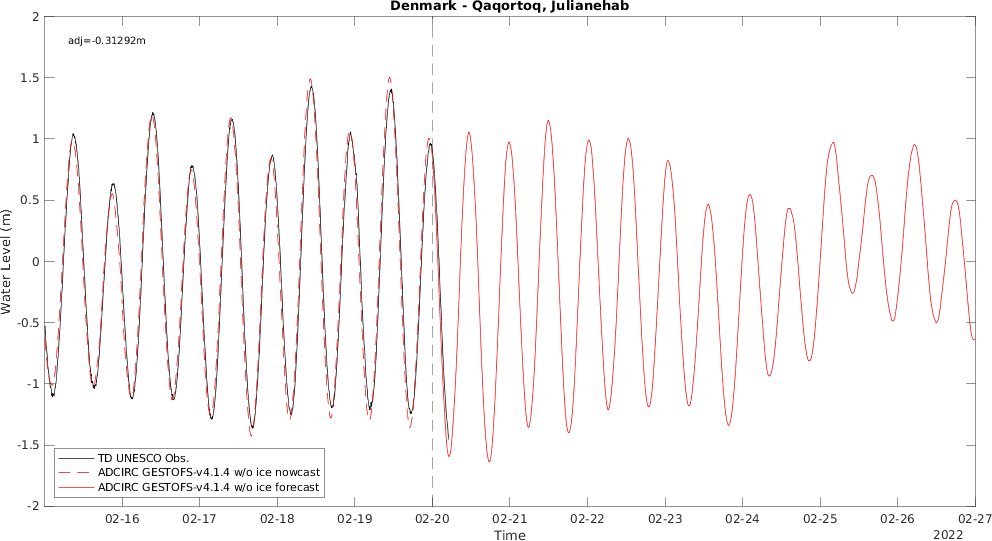 Denmark - Qaqortoq, Julianehab
adj=-0.31292m
2
1.5
1
0.5
0
-0.5
-1
-1.5
-2
Water Level (m)
TD UNESCO Obs.
ADCIRC GESTOFS-v4.1.4 w/o ice nowcast
ADCIRC GESTOFS-v4.1.4 w/o ice forecast
02-16 02-17 02-18 02-19 02-20 02-21 02-22 02-23 02-24 02-25 02-26 02-27
Time
2022